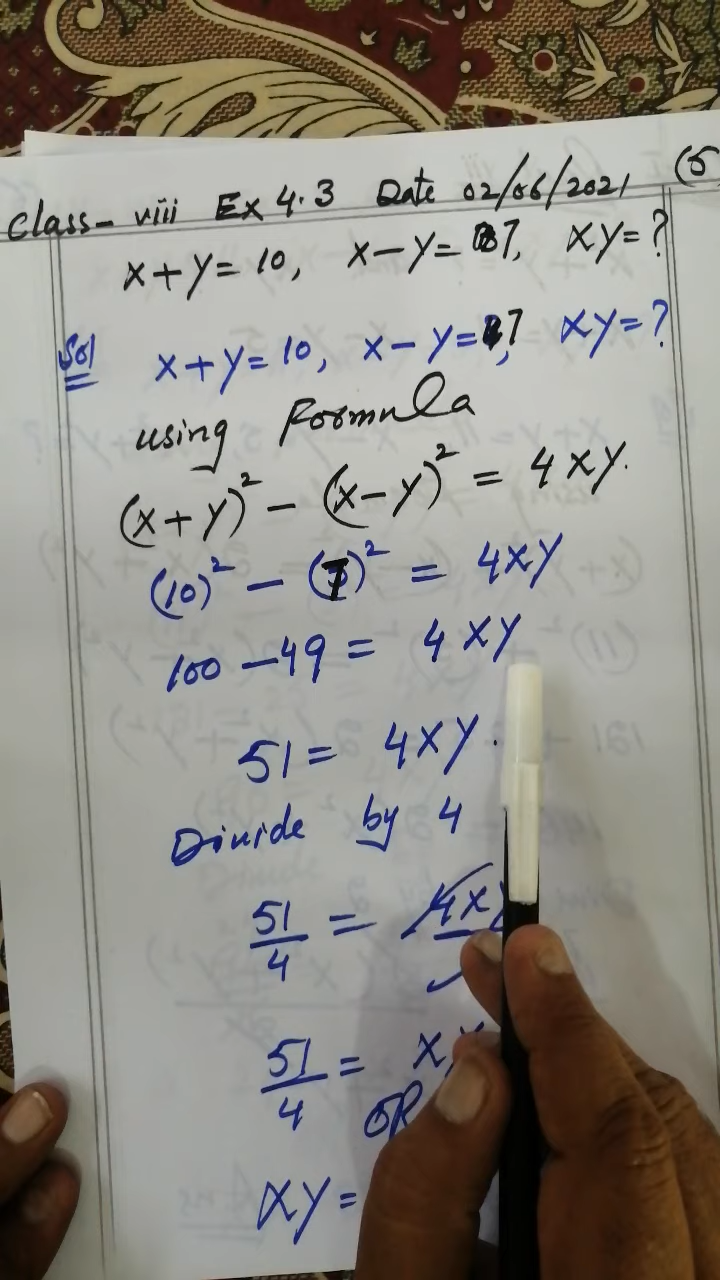 Class- viii Ex 4.3 Date 02/06/2021 (5
x+y=10, x-y=7, xy=?
Sol x+y=10, x-y=7, xy=?
using Formula
(x+y)² - (x-y)² = 4xy.
(10)² - (7)² = 4xy
100 - 49 = 4xy
51 = 4xy.
Divide by 4
51/4 = 4xy
51/4 = xy
OR
xy=